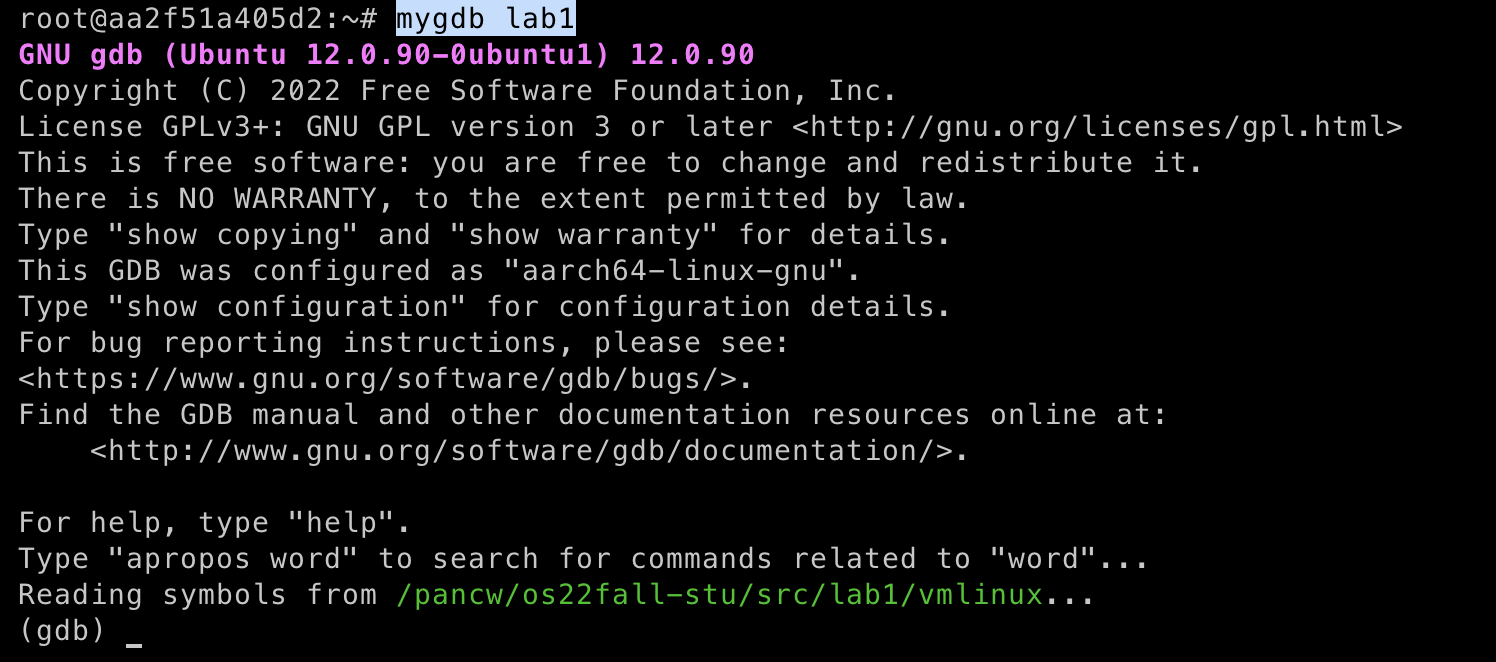 root@aa2f51a405d2:~# mygdb lab1
GNU gdb (Ubuntu 12.0.90-0ubuntu1) 12.0.90
Copyright (C) 2022 Free Software Foundation, Inc.
License GPLv3+: GNU GPL version 3 or later <http://gnu.org/licenses/gpl.html>
This is free software: you are free to change and redistribute it.
There is NO WARRANTY, to the extent permitted by law.
Type "show copying" and "show warranty" for details.
This GDB was configured as "aarch64-linux-gnu".
Type "show configuration" for configuration details.
For bug reporting instructions, please see:
<https://www.gnu.org/software/gdb/bugs/>.
Find the GDB manual and other documentation resources online at:
    <http://www.gnu.org/software/gdb/documentation/>.

For help, type "help".
Type "apropos word" to search for commands related to "word"...
Reading symbols from /pancw/os22fall-stu/src/lab1/vmlinux...
(gdb) _